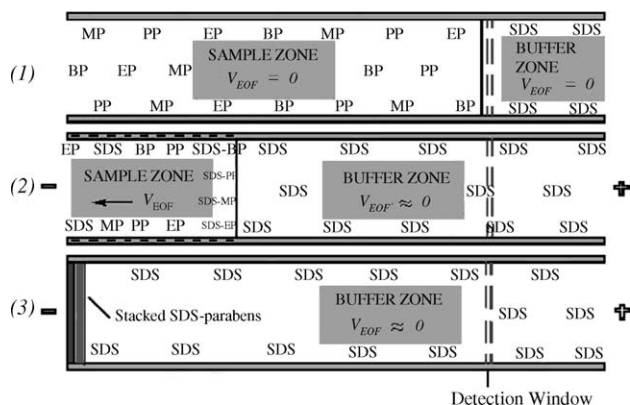 MP PP EP MP PP EP SDS SDS
(1) BP EP MP SAMPLE ZONE BP PP BUFFER
V_EOF = 0 ZONE
V_EOF = 0
PP MP EP BP PP MP BP SDS SDS
EP SDS BP PP SDS-BP SDS SDS SDS SDS SDS
(2) - SAMPLE ZONE SDS-PP BUFFER ZONE +
V_EOF SDS-MP SDS V_EOF ≈ 0 SDS SDS
SDS MP PP EP SDS-EP SDS SDS SDS SDS
SDS SDS SDS SDS SDS SDS
(3) - Stacked SDS-parabens BUFFER ZONE SDS SDS +
V_EOF ≈ 0
SDS SDS SDS SDS SDS SDS
Detection Window